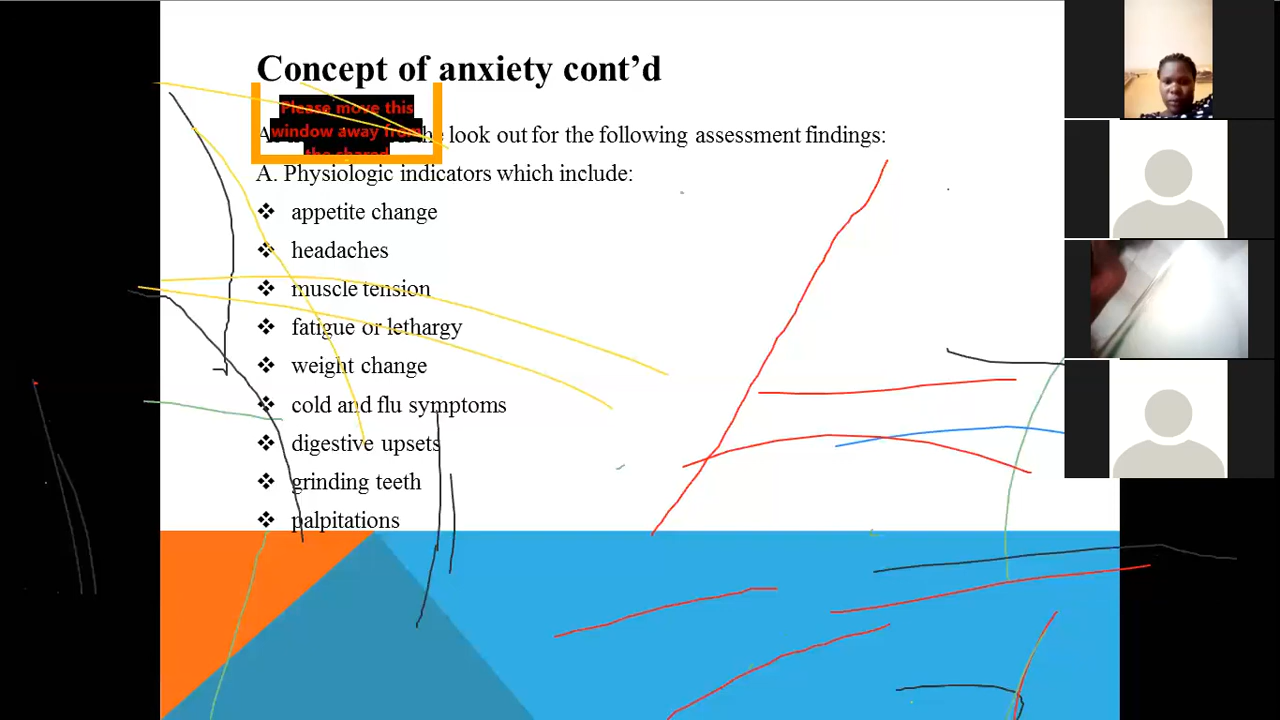 Concept of anxiety cont’d
Please move this
window away from
the shared
look out for the following assessment findings:
A. Physiologic indicators which include:
❖ appetite change
❖ headaches
❖ muscle tension
❖ fatigue or lethargy
❖ weight change
❖ cold and flu symptoms
❖ digestive upsets
❖ grinding teeth
❖ palpitations